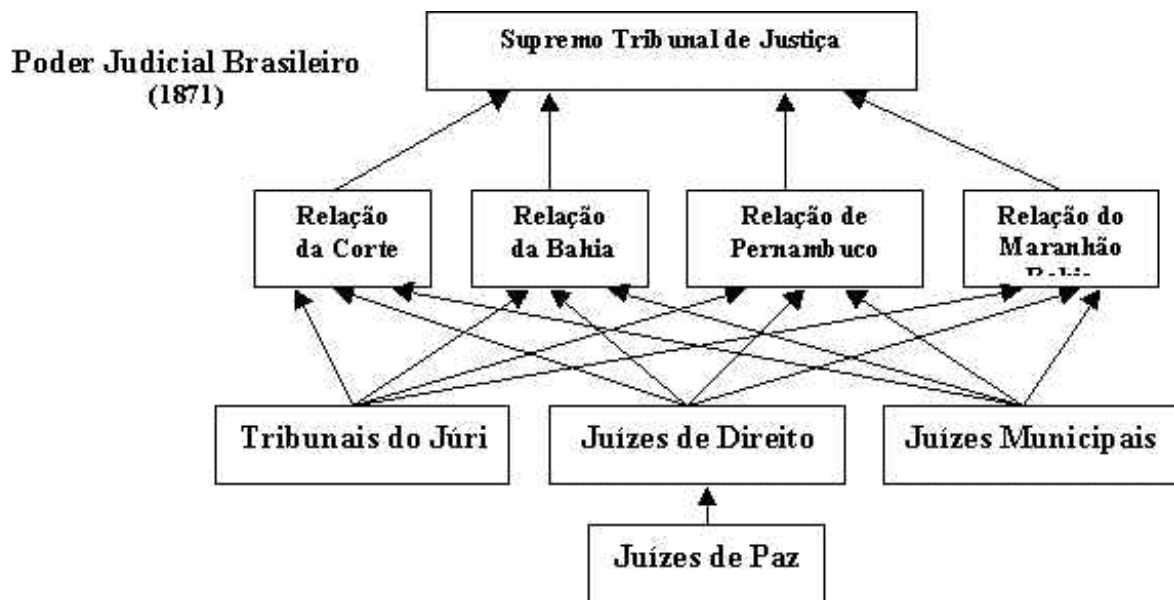 Supremo Tribunal de Justiça
Poder Judicial Brasileiro
(1871)
Relação
da Corte
Relação
da Bahia
Relação de
Pernambuco
Relação do
Maranhão
Tribunais do Júri
Juízes de Direito
Juízes Municipais
Juízes de Paz